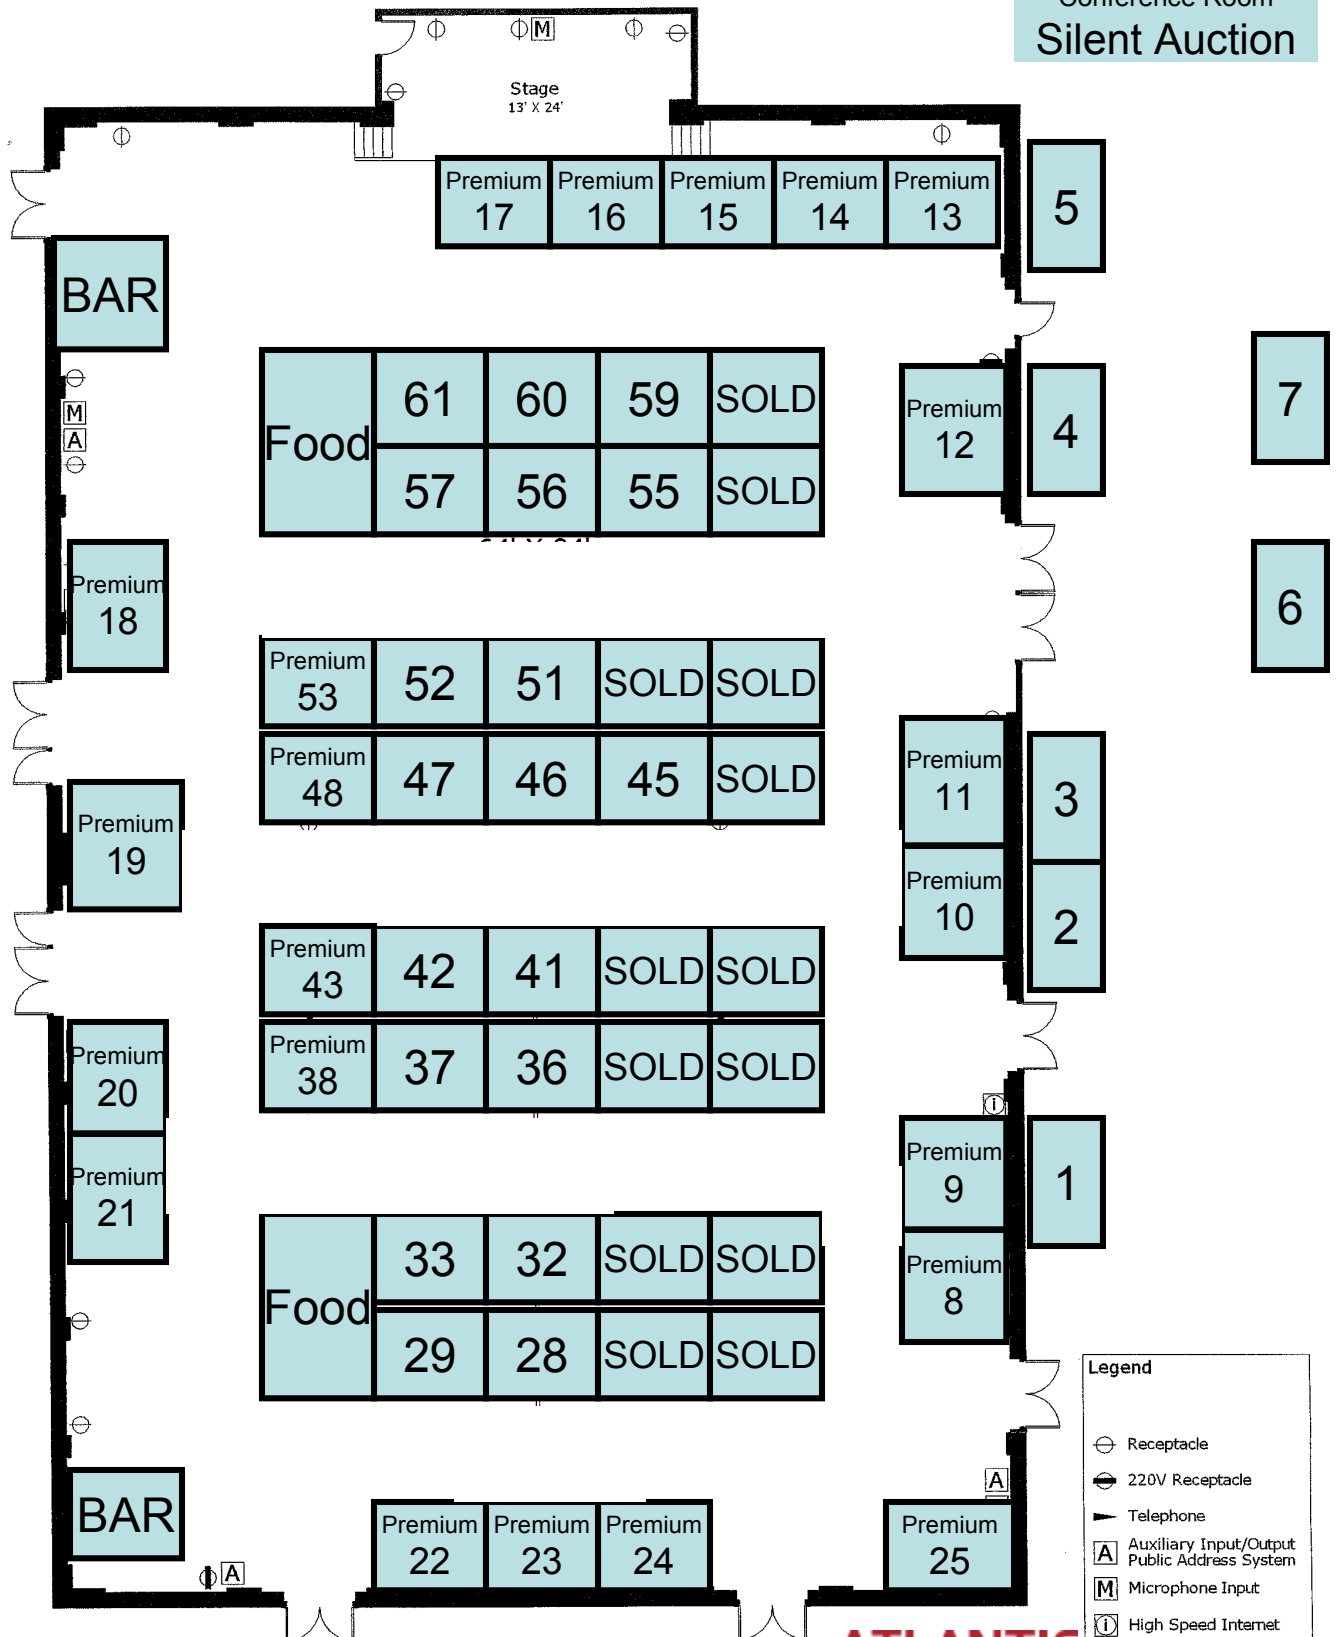 Conference Room
Silent Auction
M
Stage
13' X 24'
Premium 17
Premium 16
Premium 15
Premium 14
Premium 13
5
BAR
7
Food
61
60
59
SOLD
Premium 12
4
M
A
57
56
55
SOLD
Premium 18
6
Premium 53
52
51
SOLD
SOLD
Premium 48
47
46
45
SOLD
Premium 11
3
Premium 19
Premium 10
2
Premium 43
42
41
SOLD
SOLD
Premium 38
37
36
SOLD
SOLD
Premium 20
i
Premium 9
1
Premium 21
Food
33
32
SOLD
SOLD
Premium 8
29
28
SOLD
SOLD
Legend
Receptacle
220V Receptacle
Telephone
A Auxiliary Input/Output
Public Address System
M Microphone Input
i High Speed Internet
A
BAR
Premium 22
Premium 23
Premium 24
Premium 25
A
ATLANTIC